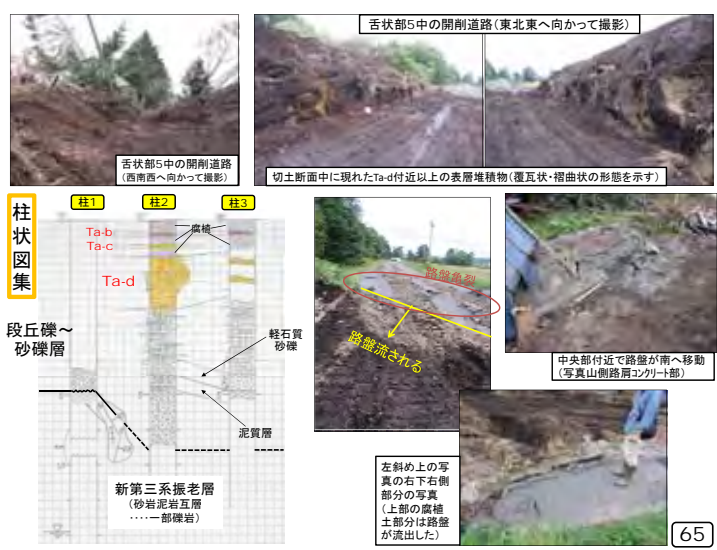 舌状部5中の開削道路
(西南西へ向かって撮影)
舌状部5中の開削道路(東北東へ向かって撮影)
切土断面中に現れたTa-d付近以上の表層堆積物(覆瓦状・褶曲状の形態を示す)
柱状図集
柱1
柱2
柱3
Ta-b
Ta-c
腐植
Ta-d
段丘礫~
砂礫層
軽石質
砂礫
泥質層
新第三系振老層
(砂岩泥岩互層
‥‥一部礫岩)
路盤亀裂
路盤流される
中央部付近で路盤が南へ移動
(写真山側路肩コンクリート部)
左斜め上の写
真の右下右側
部分の写真
(上部の腐植
土部分は路盤
が流出した)
65